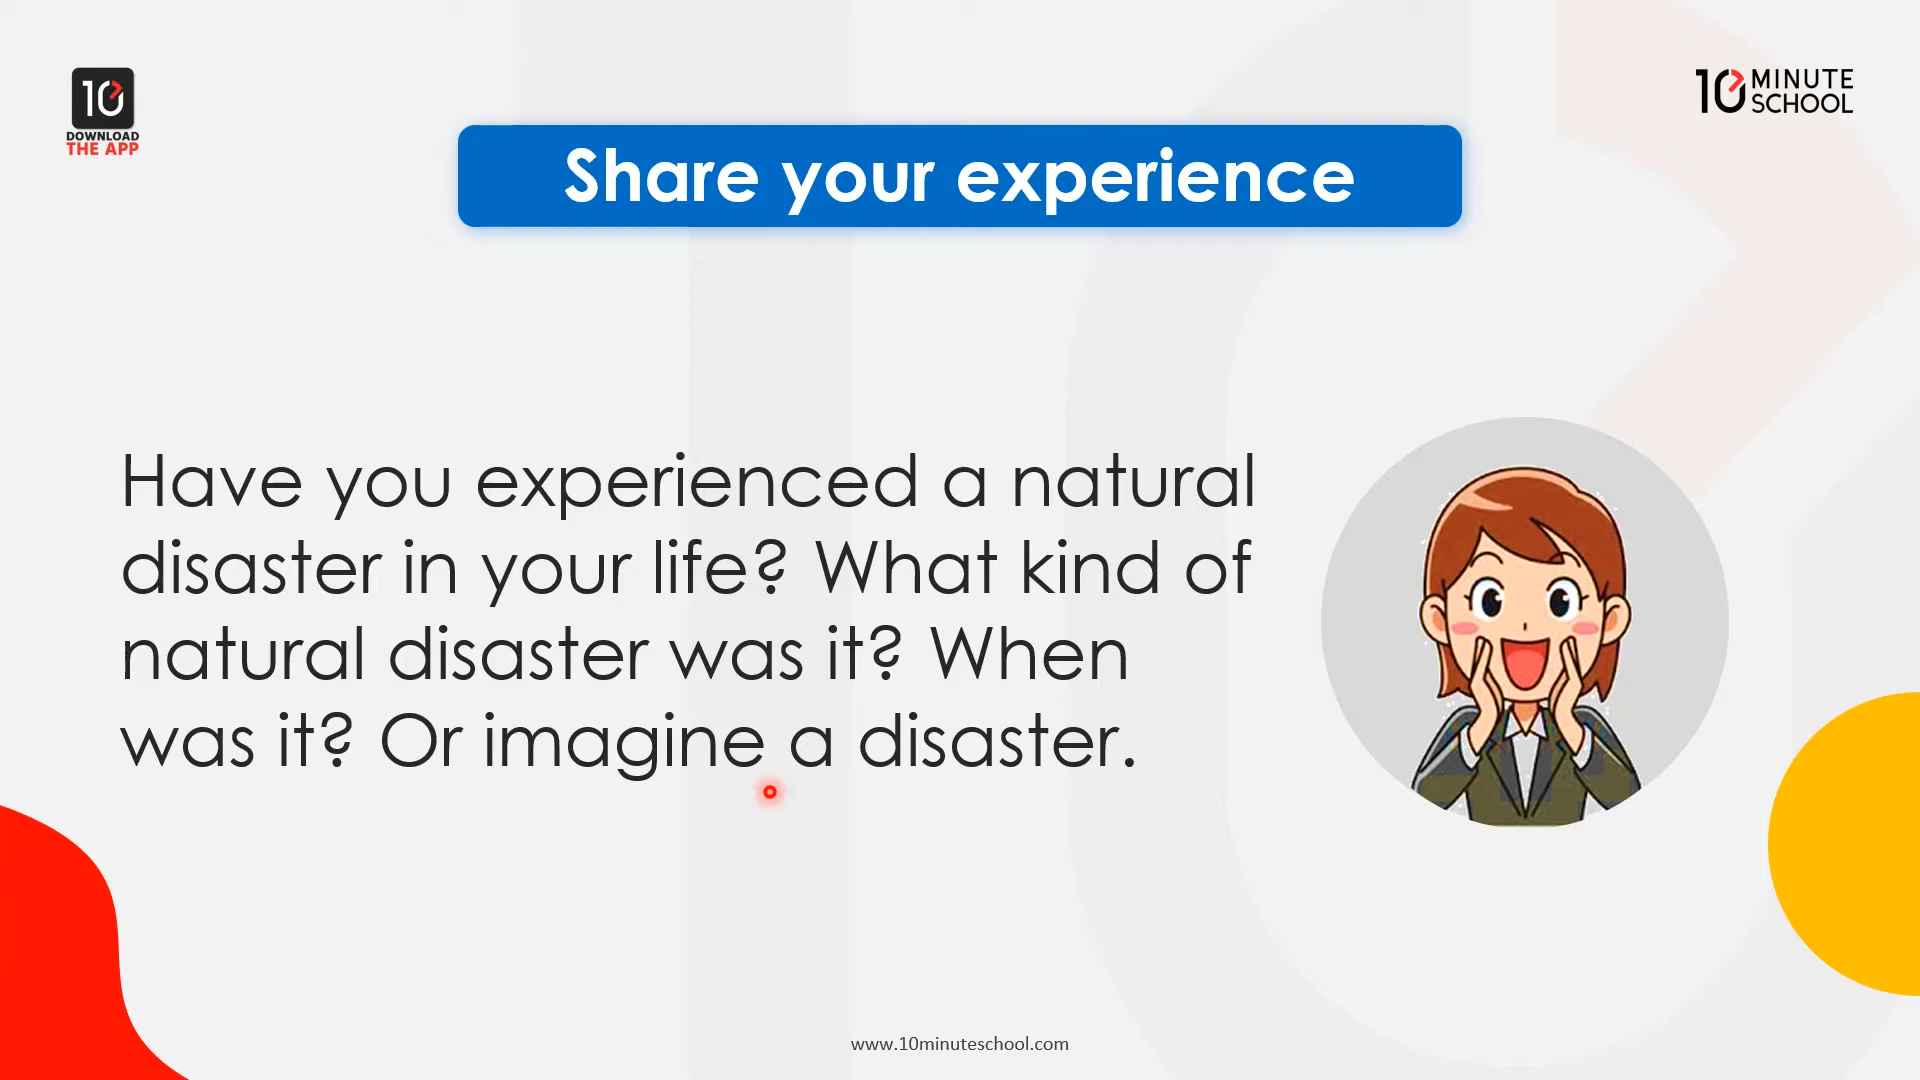 10
DOWNLOAD
THE APP
10 MINUTE
SCHOOL
Share your experience
Have you experienced a natural
disaster in your life? What kind of
natural disaster was it? When
was it? Or imagine a disaster.
www.10minuteschool.com